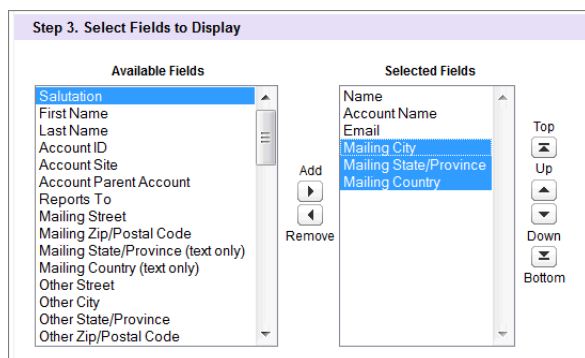 Step 3. Select Fields to Display
Available Fields
Salutation
First Name
Last Name
Account ID
Account Site
Account Parent Account
Reports To
Mailing Street
Mailing Zip/Postal Code
Mailing State/Province (text only)
Mailing Country (text only)
Other Street
Other City
Other State/Province
Other Zip/Postal Code
Add
Remove
Selected Fields
Name
Account Name
Email
Mailing City
Mailing State/Province
Mailing Country
Top
Up
Down
Bottom